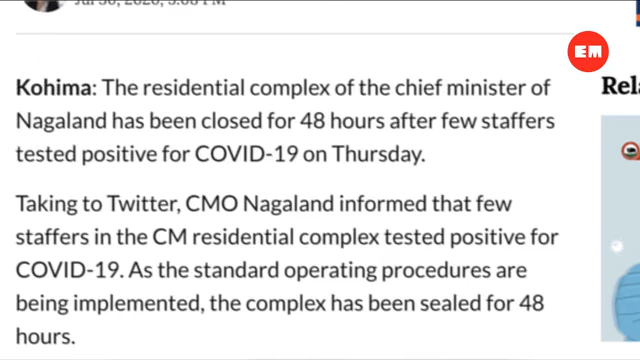 EM
Kohima: The residential complex of the chief minister of
Nagaland has been closed for 48 hours after few staffers
tested positive for COVID-19 on Thursday.
Taking to Twitter, CMO Nagaland informed that few
staffers in the CM residential complex tested positive for
COVID-19. As the standard operating procedures are
being implemented, the complex has been sealed for 48
hours.